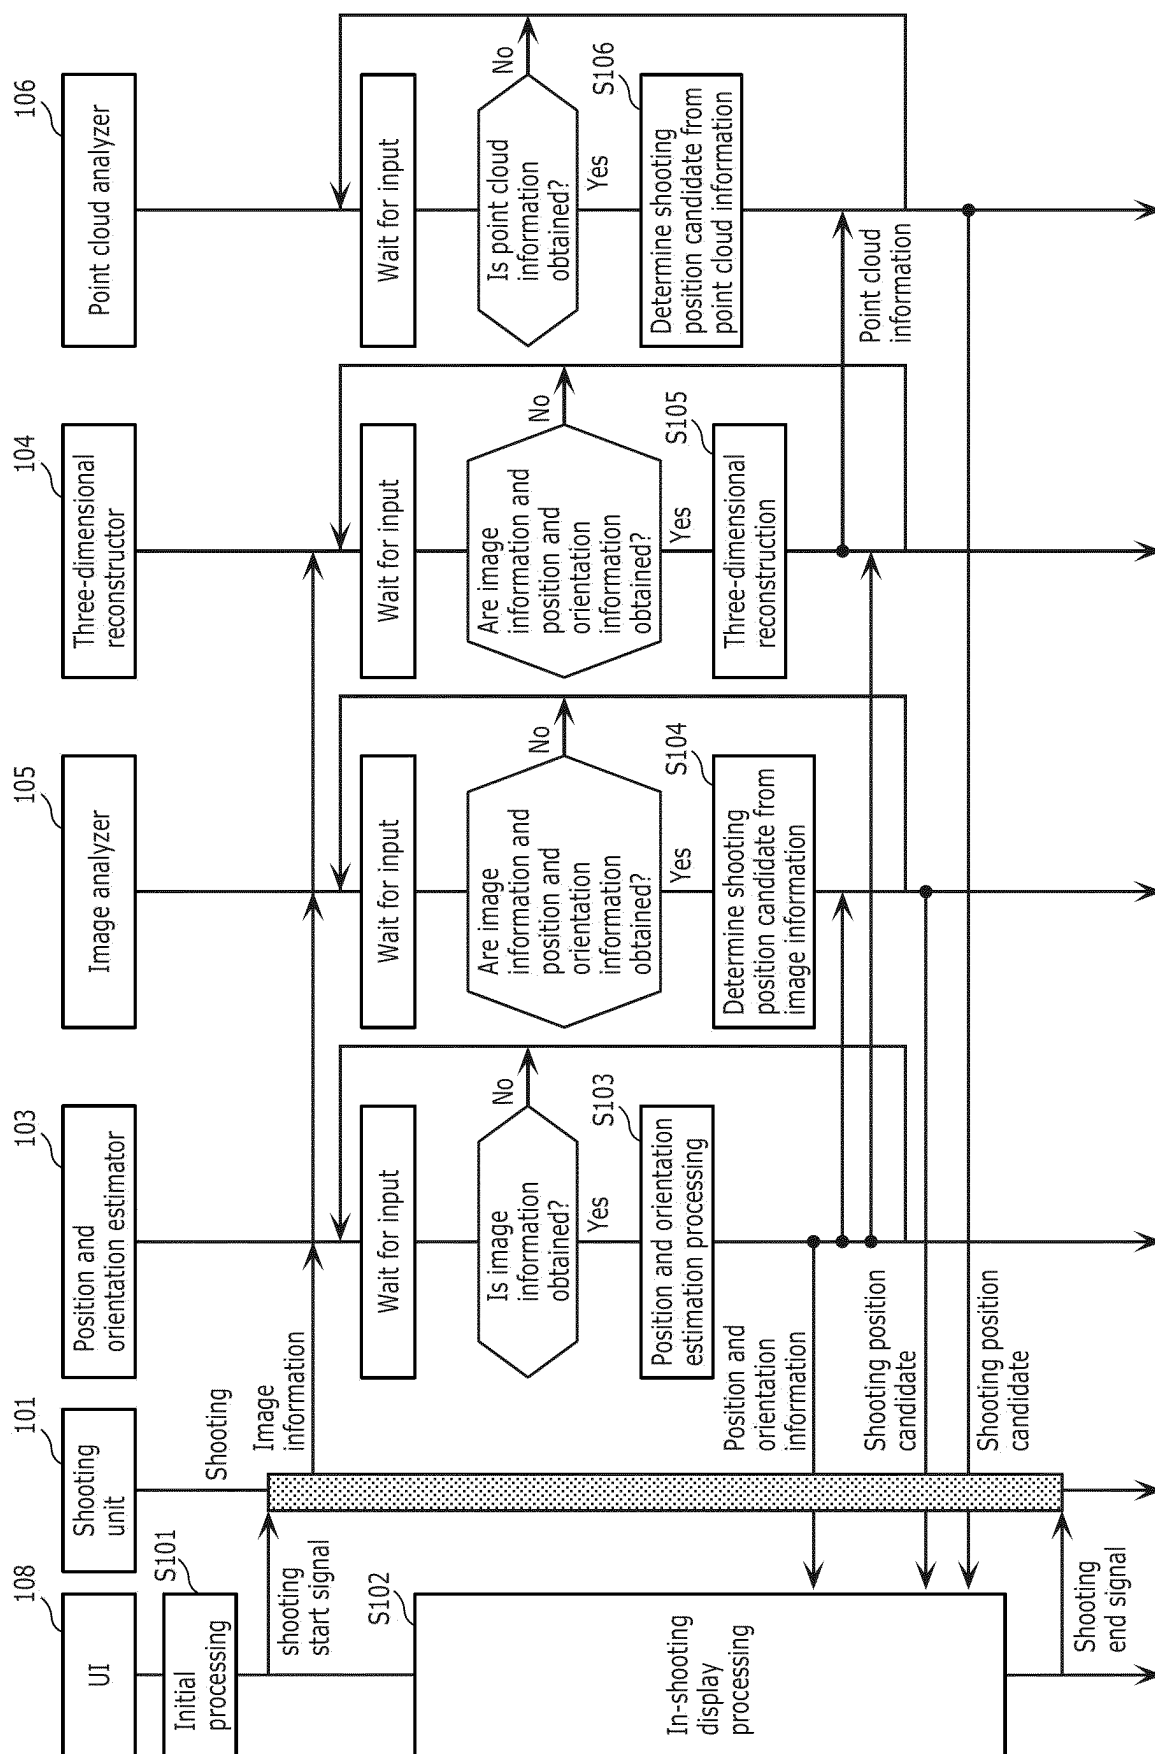 108
UI
S101
Initial
processing
shooting
start signal
S102
In-shooting
display
processing
Shooting
end signal
101
Shooting
unit
Shooting
Image
information
Position and
orientation
information
Shooting position
candidate
Shooting position
candidate
103
Position and
orientation estimator
Wait for input
Is image
information
obtained?
No
Yes
S103
Position and orientation
estimation processing
105
Image analyzer
Wait for input
Are image
information and
position and
orientation
information
obtained?
No
Yes
S104
Determine shooting
position candidate from
image information
104
Three-dimensional
reconstructor
Wait for input
Are image
information and
position and
orientation
information
obtained?
No
Yes
S105
Three-dimensional
reconstruction
Point cloud
information
106
Point cloud analyzer
Wait for input
Is point cloud
information
obtained?
No
Yes
S106
Determine shooting
position candidate from
point cloud information